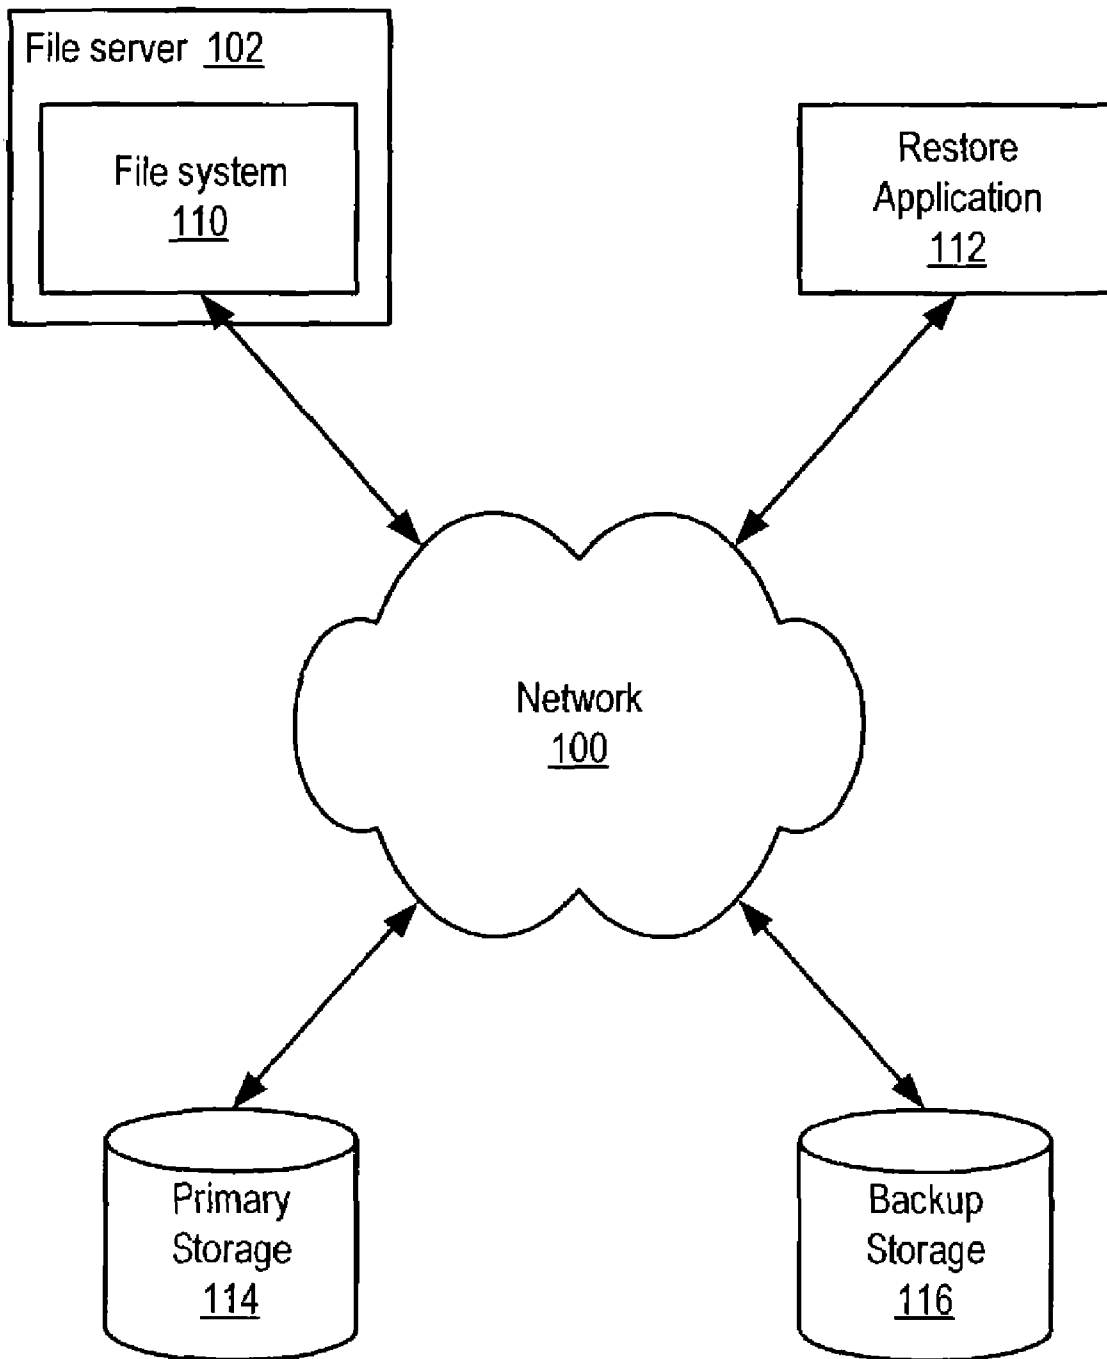 File server 102
File system
110
Restore
Application
112
Network
100
Primary
Storage
114
Backup
Storage
116